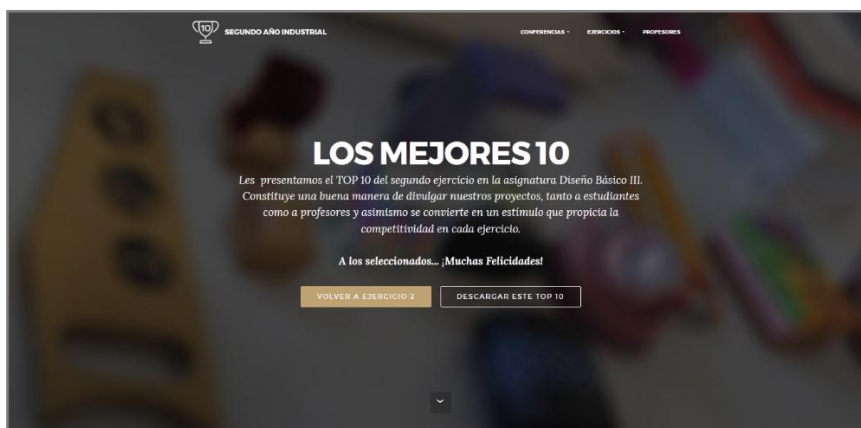 10
SEGUNDO AÑO INDUSTRIAL
CONFERENCIAS
EJERCICIOS
PROFESORES
LOS MEJORES 10
Les presentamos el TOP 10 del segundo ejercicio en la asignatura Diseño Básico III.
Constituye una buena manera de divulgar nuestros proyectos, tanto a estudiantes
como a profesores y asimismo se convierte en un estímulo que propicia la
competitividad en cada ejercicio.
A los seleccionados... ¡Muchas Felicidades!
VOLVER A EJERCICIO 2
DESCARGAR ESTE TOP 10